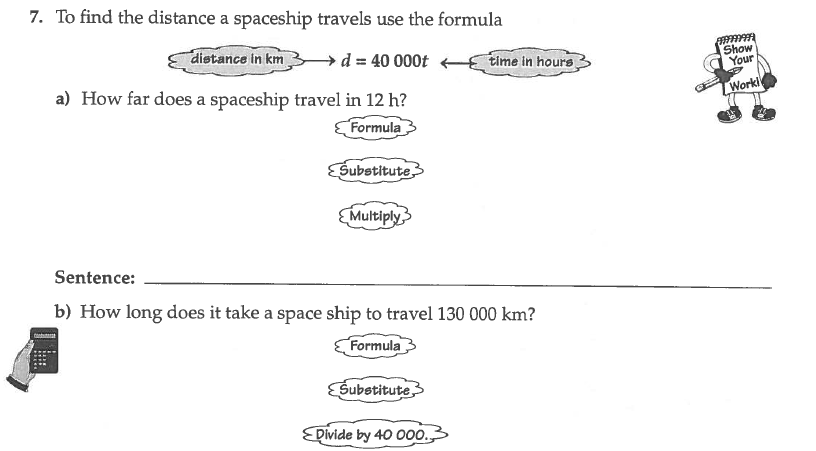 7. To find the distance a spaceship travels use the formula
distance in km → d = 40 000t ← time in hours
Show
Your
Work!
a) How far does a spaceship travel in 12 h?
Formula
Substitute
Multiply
Sentence:
b) How long does it take a space ship to travel 130 000 km?
Formula
Substitute
Divide by 40 000.